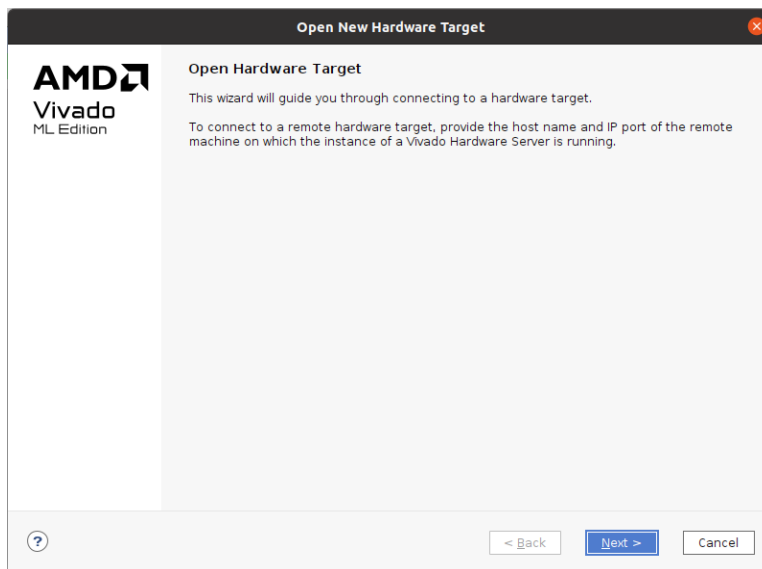 Open New Hardware Target
AMD
Vivado
ML Edition
Open Hardware Target
This wizard will guide you through connecting to a hardware target.
To connect to a remote hardware target, provide the host name and IP port of the remote
machine on which the instance of a Vivado Hardware Server is running.
?
< Back
Next >
Cancel